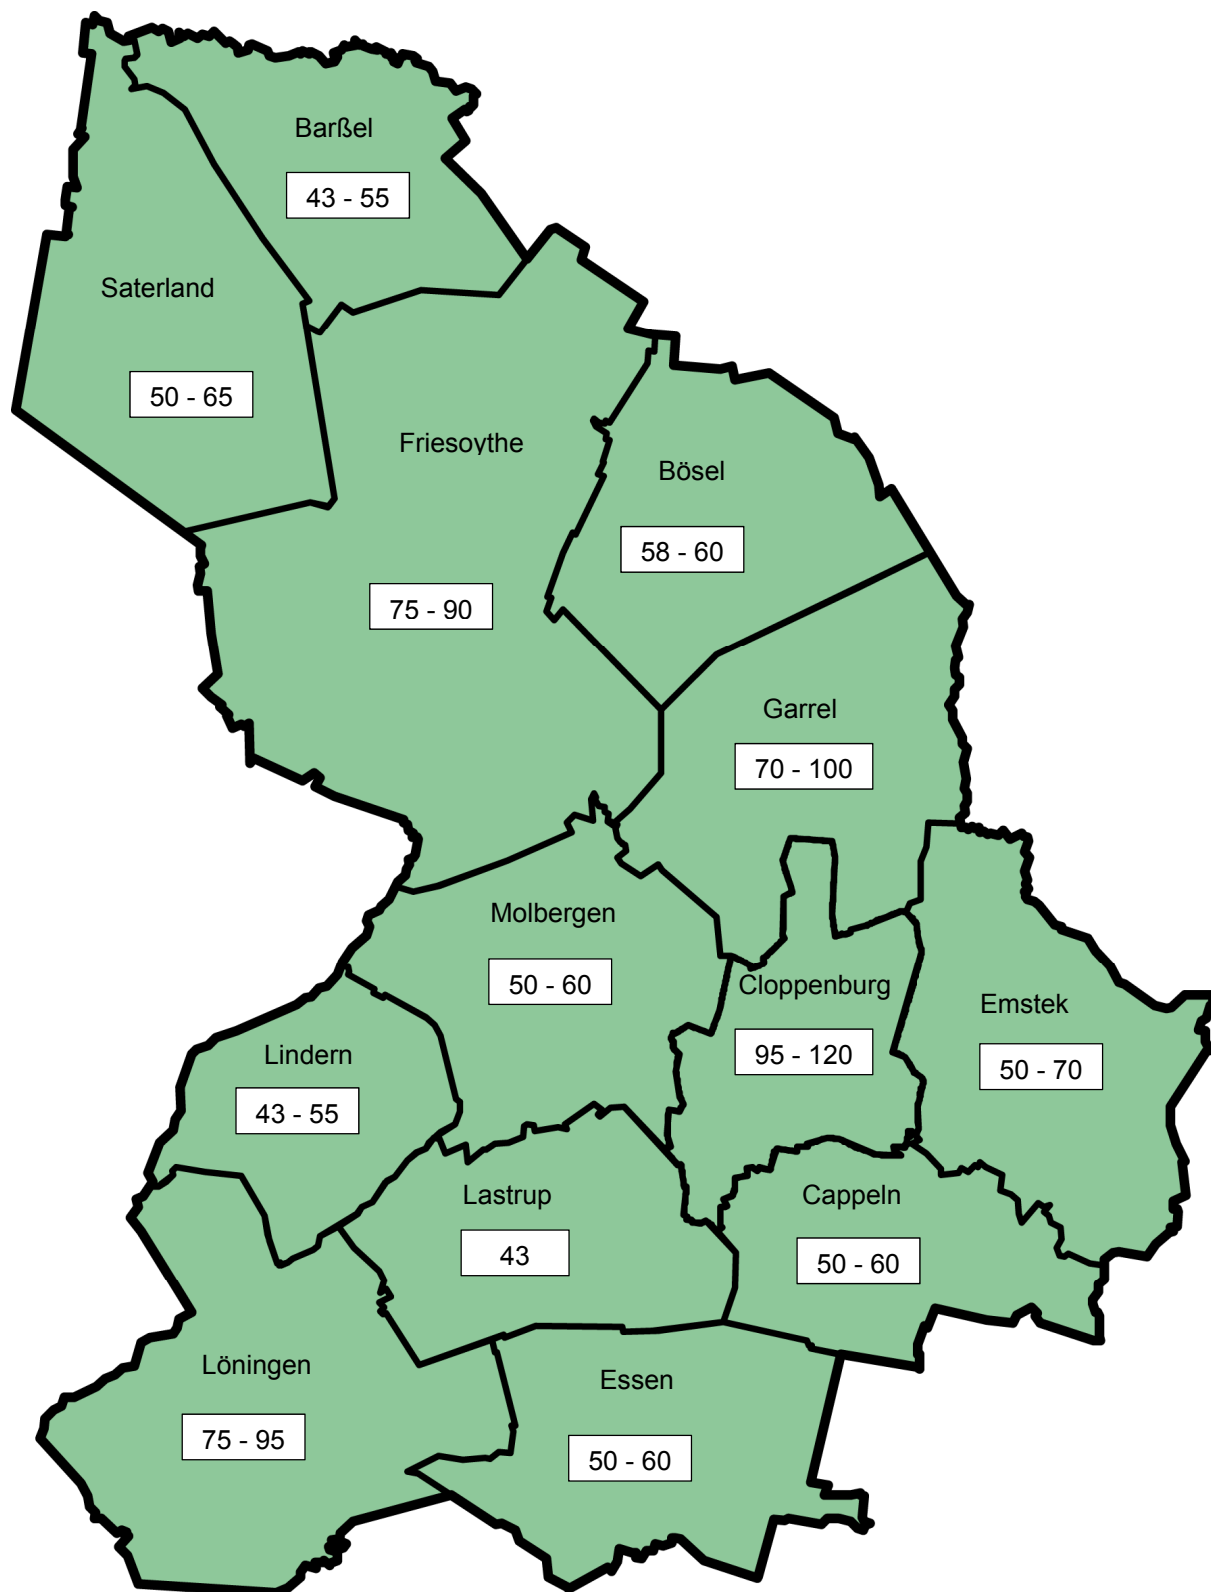 Barßel
43 - 55
Saterland
50 - 65
Friesoythe
75 - 90
Bösel
58 - 60
Garrel
70 - 100
Molbergen
50 - 60
Cloppenburg
95 - 120
Emstek
50 - 70
Lindern
43 - 55
Lastrup
43
Cappeln
50 - 60
Löningen
75 - 95
Essen
50 - 60